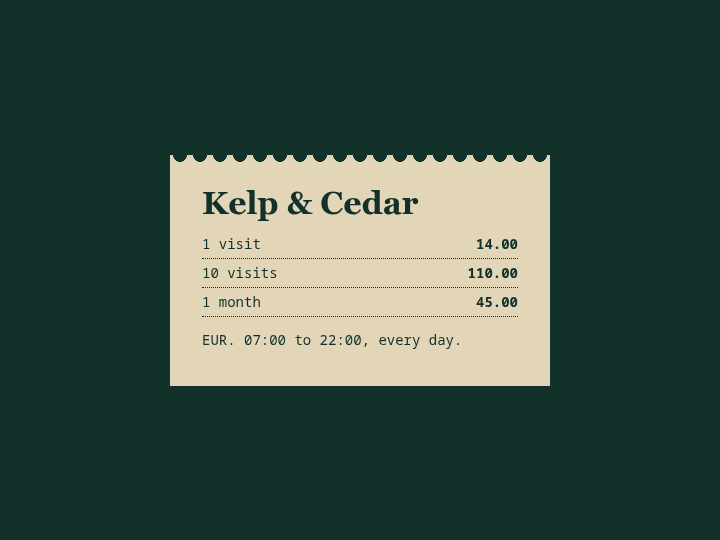 Kelp & Cedar
1 visit 14.00
10 visits 110.00
1 month 45.00
EUR. 07:00 to 22:00, every day.